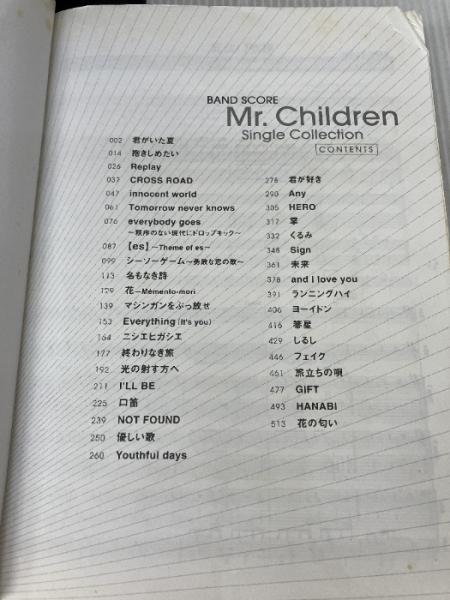 BAND SCORE
Mr. Children
Single Collection
CONTENTS
002 君がいた夏
014 抱きしめたい
026 Replay
037 CROSS ROAD
047 innocent world
061 Tomorrow never knows
076 everybody goes
〜秩序のない現代にドロップキック〜
087 【es】〜Theme of es〜
099 シーソーゲーム〜勇敢な恋の歌〜
113 名もなき詩
129 花-Mémento-mori
139 マシンガンをぶっ放せ
153 Everything (It's you)
164 ニシエヒガシエ
177 終わりなき旅
192 光の射す方へ
211 I'LL BE
225 口笛
239 NOT FOUND
250 優しい歌
260 Youthful days
276 君が好き
290 Any
305 HERO
317 掌
332 くるみ
348 Sign
361 未来
378 and I love you
391 ランニングハイ
406 ヨーイドン
416 箒星
429 しるし
446 フェイク
461 旅立ちの唄
477 GIFT
493 HANABI
513 花の匂い